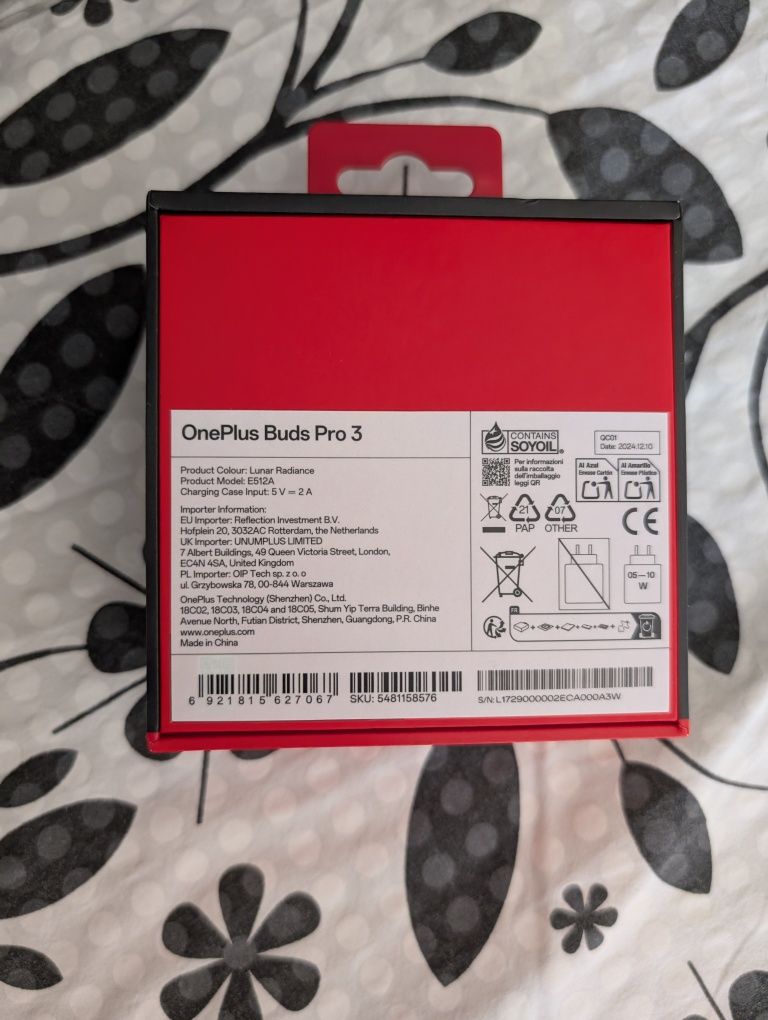 OnePlus Buds Pro 3
Product Colour: Lunar Radiance
Product Model: E512A
Charging Case Input: 5 V ⎓ 2 A
Importer Information:
EU Importer: Reflection Investment B.V.
Hofplein 20, 3032AC Rotterdam, the Netherlands
UK Importer: UNUMPLUS LIMITED
7 Albert Buildings, 49 Queen Victoria Street, London,
EC4N 4SA, United Kingdom
PL Importer: OIP Tech sp. z o. o
ul. Grzybowska 78, 00-844 Warszawa
OnePlus Technology (Shenzhen) Co., Ltd.
18C02, 18C03, 18C04 and 18C05, Shum Yip Terra Building, Binhe
Avenue North, Futian District, Shenzhen, Guangdong, P.R. China
www.oneplus.com
Made in China
CONTAINS
SOYOIL®
QC01
Date: 2024.12.10
Per informazioni
sulla raccolta
dell'imballaggio
leggi QR
Al Azul
Envase Cartón
Al Amarillo
Envase Plástico
21
PAP
07
OTHER
CE
05—10
W
FR
6 921815 627067
SKU: 5481158576
S/N: L1729000002ECA000A3W